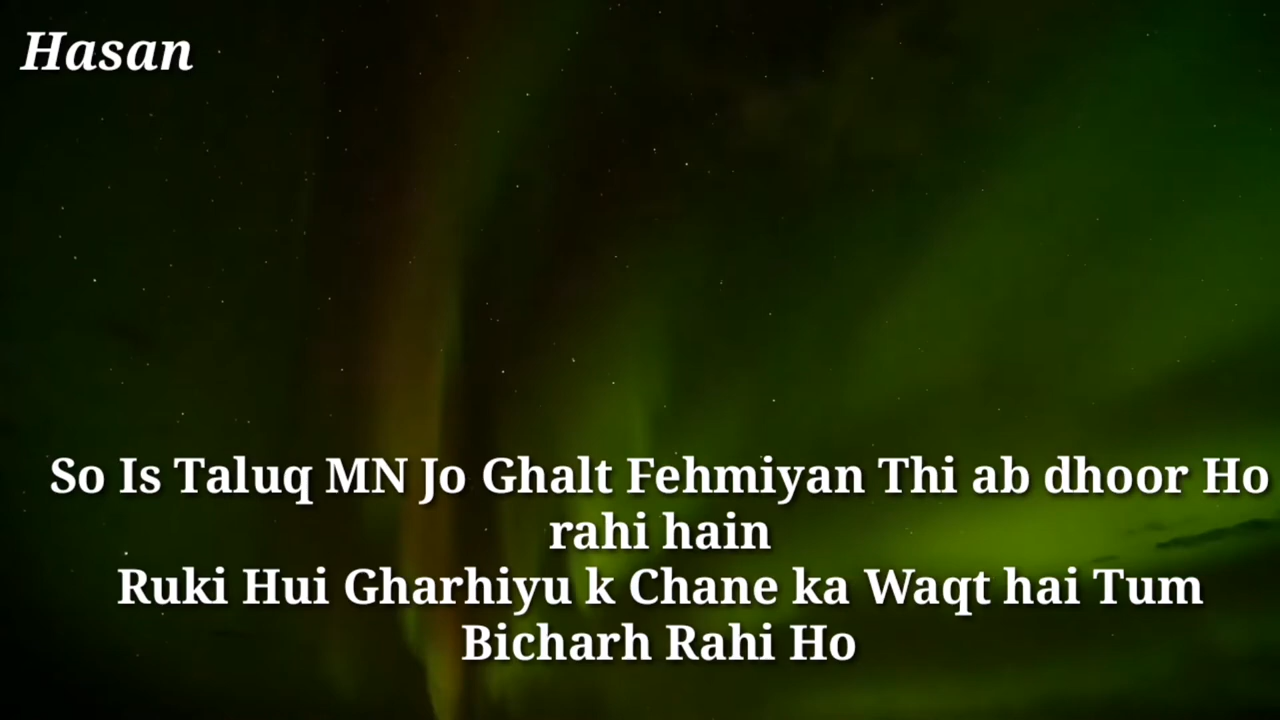 Hasan
So Is Taluq MN Jo Ghalt Fehmiyan Thi ab dhoor Ho
rahi hain
Ruki Hui Gharhiyu k Chane ka Waqt hai Tum
Bicharh Rahi Ho